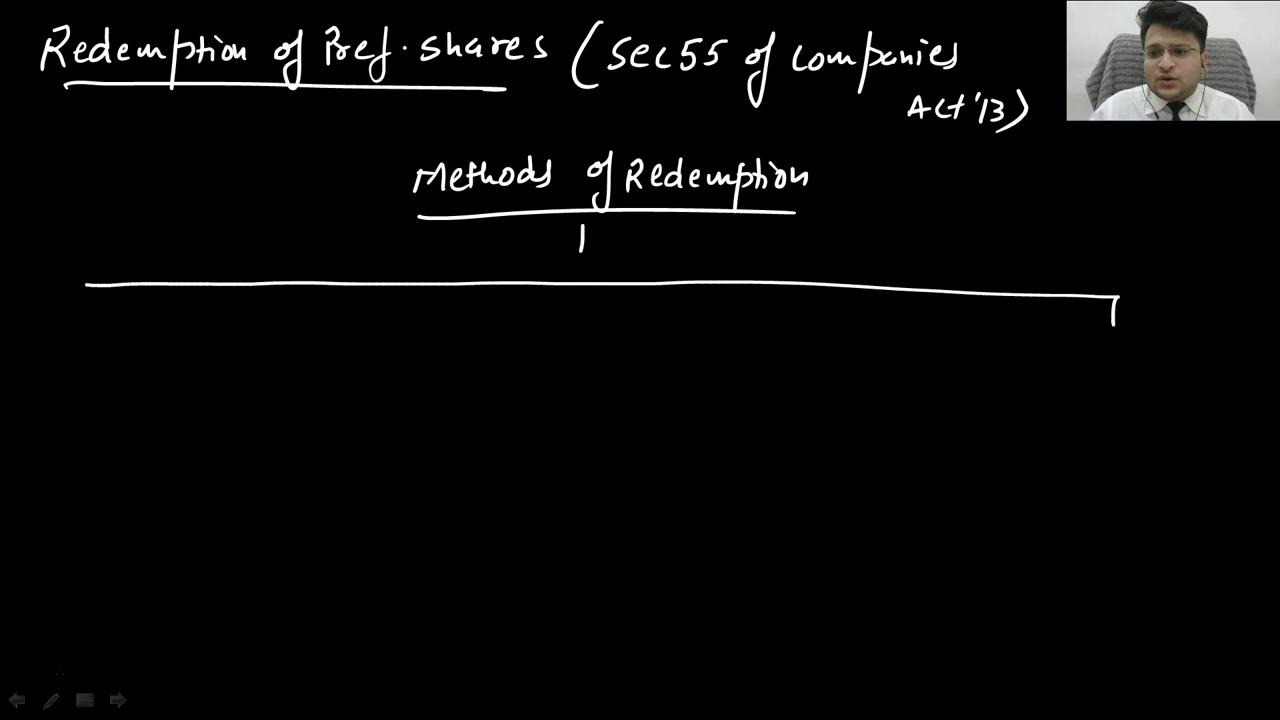 Redemption of Pref. shares (Sec 55 of companies
Act '13)
Methods of Redemption